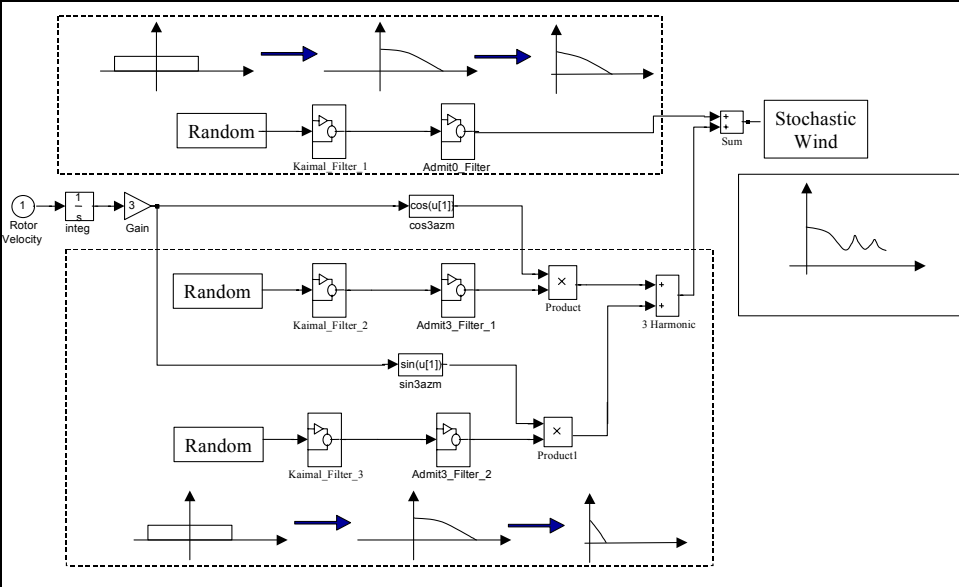 Random
Kaimal_Filter_1
Admit0_Filter
+
+
Sum
Stochastic
Wind
1
Rotor
Velocity
1
s
integ
3
Gain
cos(u[1])
cos3azm
Random
Kaimal_Filter_2
Admit3_Filter_1
×
Product
+
+
3 Harmonic
sin(u[1])
sin3azm
Random
Kaimal_Filter_3
Admit3_Filter_2
×
Product1